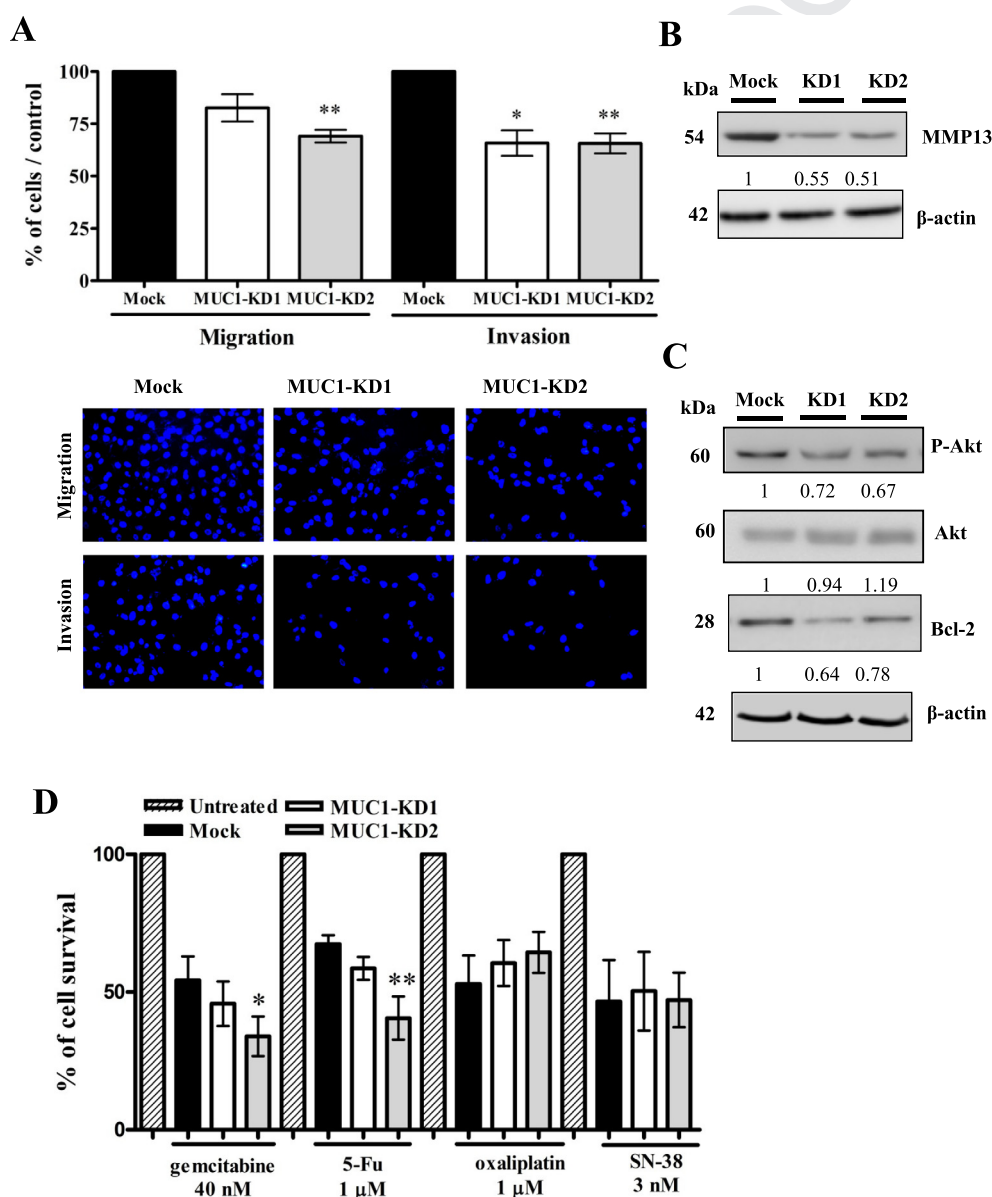 A
100
75
50
25
0
% of cells / control
**
*
**
Mock MUC1-KD1 MUC1-KD2 Mock MUC1-KD1 MUC1-KD2
Migration Invasion
Mock MUC1-KD1 MUC1-KD2
Migration
Invasion
B
kDa Mock KD1 KD2
54 MMP13
1 0.55 0.51
42 β-actin
C
kDa Mock KD1 KD2
60 P-Akt
1 0.72 0.67
60 Akt
1 0.94 1.19
28 Bcl-2
1 0.64 0.78
42 β-actin
D
Untreated MUC1-KD1
Mock MUC1-KD2
100
50
0
% of cell survival
*
**
gemcitabine 5-Fu oxaliplatin SN-38
40 nM 1 μM 1 μM 3 nM